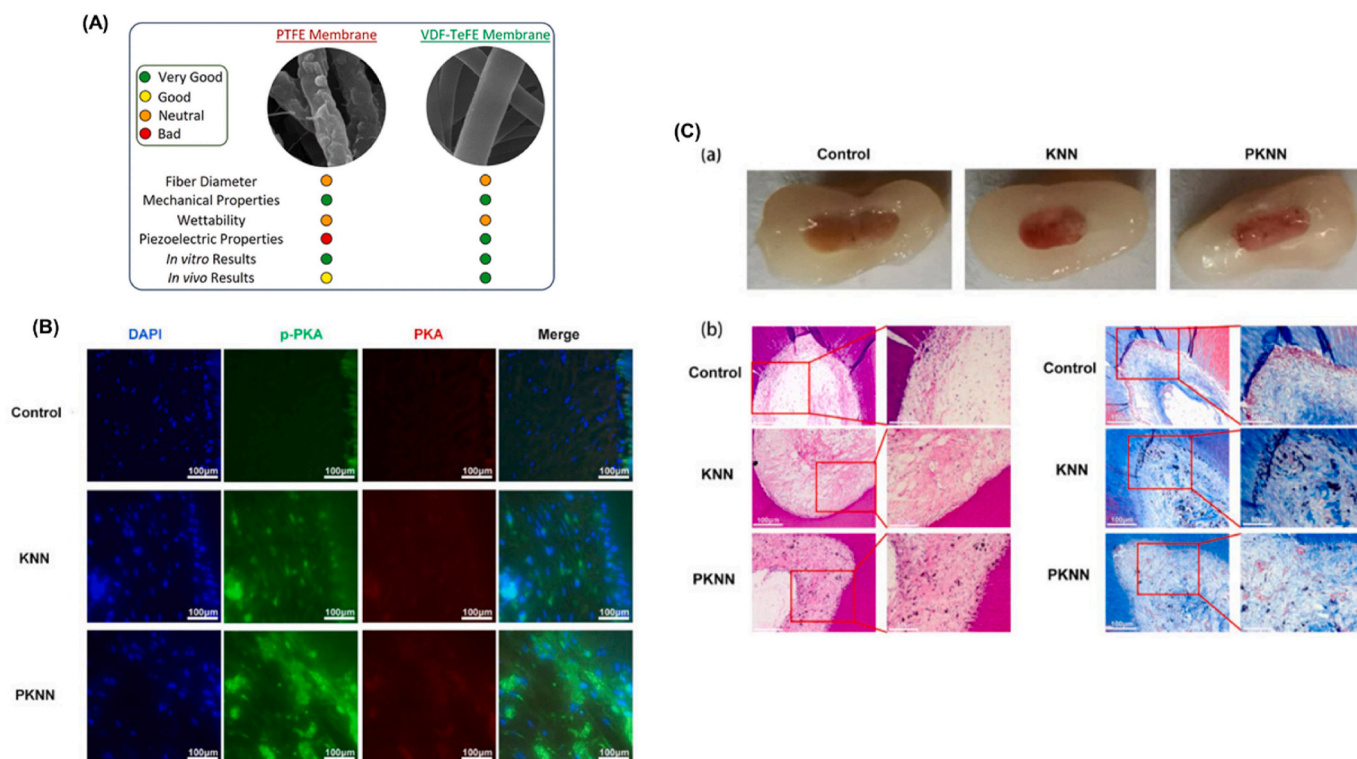 (A)
PTFE Membrane
VDF-TeFE Membrane
Very Good
Good
Neutral
Bad
Fiber Diameter
Mechanical Properties
Wettability
Piezoelectric Properties
In vitro Results
In vivo Results
(B)
DAPI
p-PKA
PKA
Merge
Control
100μm
100μm
100μm
100μm
KNN
100μm
100μm
100μm
100μm
PKNN
100μm
100μm
100μm
100μm
(C)
(a)
Control
KNN
PKNN
(b)
Control
KNN
100μm
PKNN
Control
KNN
100μm
PKNN
100μm